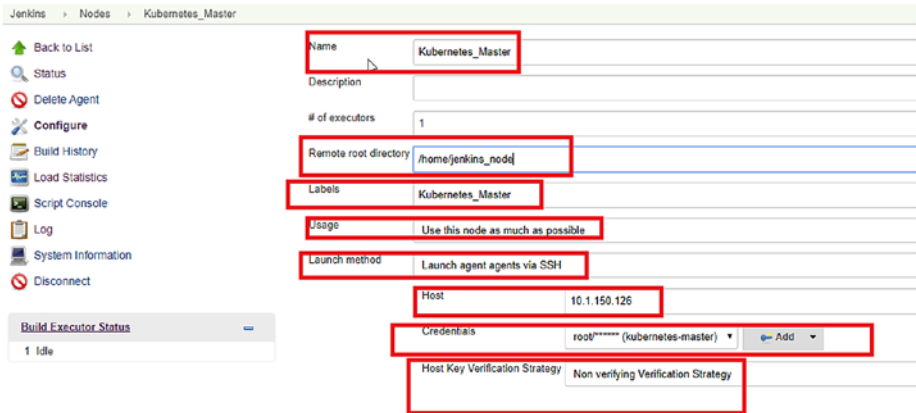 Jenkins › Nodes › Kubernetes_Master
Back to List
Status
Delete Agent
Configure
Build History
Load Statistics
Script Console
Log
System Information
Disconnect
Build Executor Status
1 Idle
Name Kubernetes_Master
Description
# of executors 1
Remote root directory /home/jenkins_node
Labels Kubernetes_Master
Usage Use this node as much as possible
Launch method Launch agent agents via SSH
Host 10.1.150.126
Credentials root/****** (kubernetes-master) Add
Host Key Verification Strategy Non verifying Verification Strategy